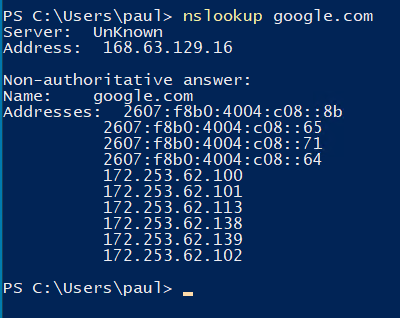 PS C:\Users\paul> nslookup google.com
Server:  UnKnown
Address:  168.63.129.16

Non-authoritative answer:
Name:    google.com
Addresses:  2607:f8b0:4004:c08::8b
          2607:f8b0:4004:c08::65
          2607:f8b0:4004:c08::71
          2607:f8b0:4004:c08::64
          172.253.62.100
          172.253.62.101
          172.253.62.113
          172.253.62.138
          172.253.62.139
          172.253.62.102

PS C:\Users\paul> _